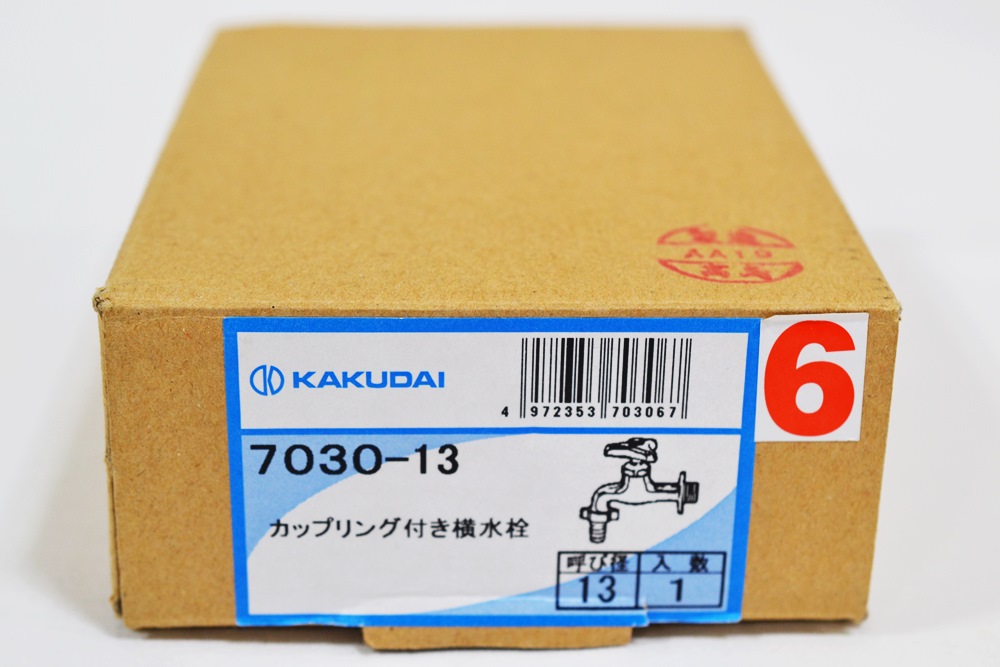 AA19
KAKUDAI
4 972353 703067
6
7030-13
カップリング付き横水栓
呼び径 入数
13 1